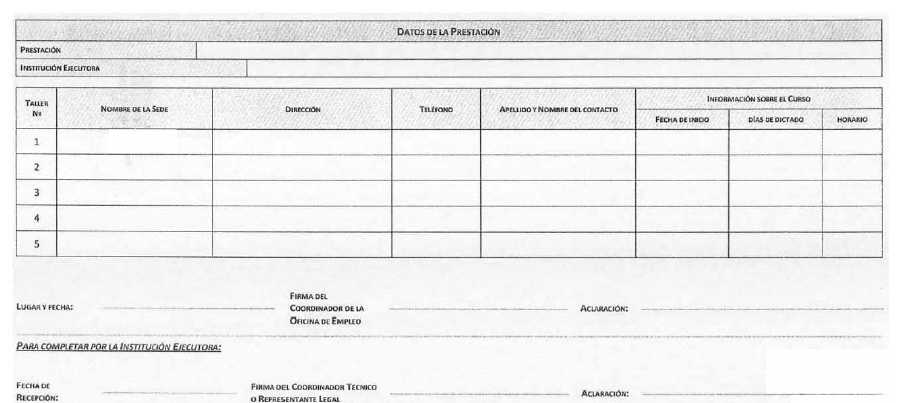 DATOS DE LA PRESTACIÓN
PRESTACIÓN
INSTITUCIÓN EJECUTORA
TALLER Nº NOMBRE DE LA SEDE DIRECCIÓN TELÉFONO APELLIDO Y NOMBRE DEL CONTACTO INFORMACIÓN SOBRE EL CURSO
FECHA DE INICIO DÍAS DE DICTADO HORARIO
1
2
3
4
5
LUGAR Y FECHA: FIRMA DEL COORDINADOR DE LA OFICINA DE EMPLEO ACLARACIÓN:
PARA COMPLETAR POR LA INSTITUCIÓN EJECUTORA:
FECHA DE RECEPCIÓN: FIRMA DEL COORDINADOR TÉCNICO O REPRESENTANTE LEGAL ACLARACIÓN: